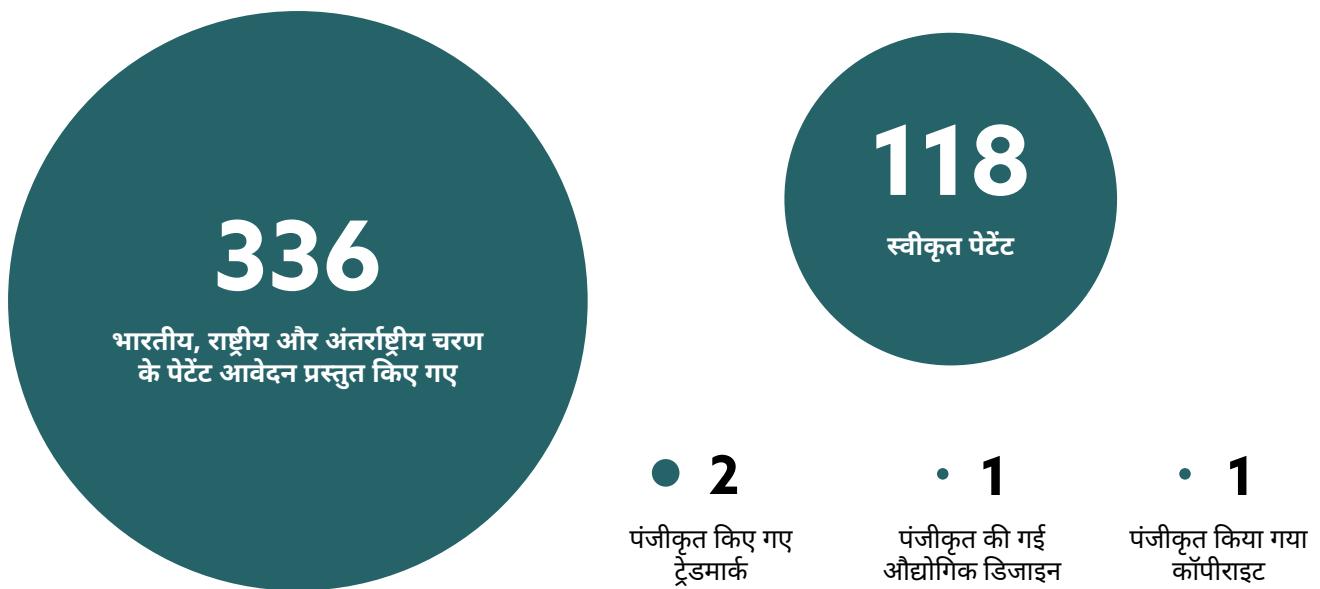 336
भारतीय, राष्ट्रीय और अंतर्राष्ट्रीय चरण
के पेटेंट आवेदन प्रस्तुत किए गए
118
स्वीकृत पेटेंट
2
पंजीकृत किए गए
ट्रेडमार्क
1
पंजीकृत की गई
औद्योगिक डिजाइन
1
पंजीकृत किया गया
कॉपीराइट